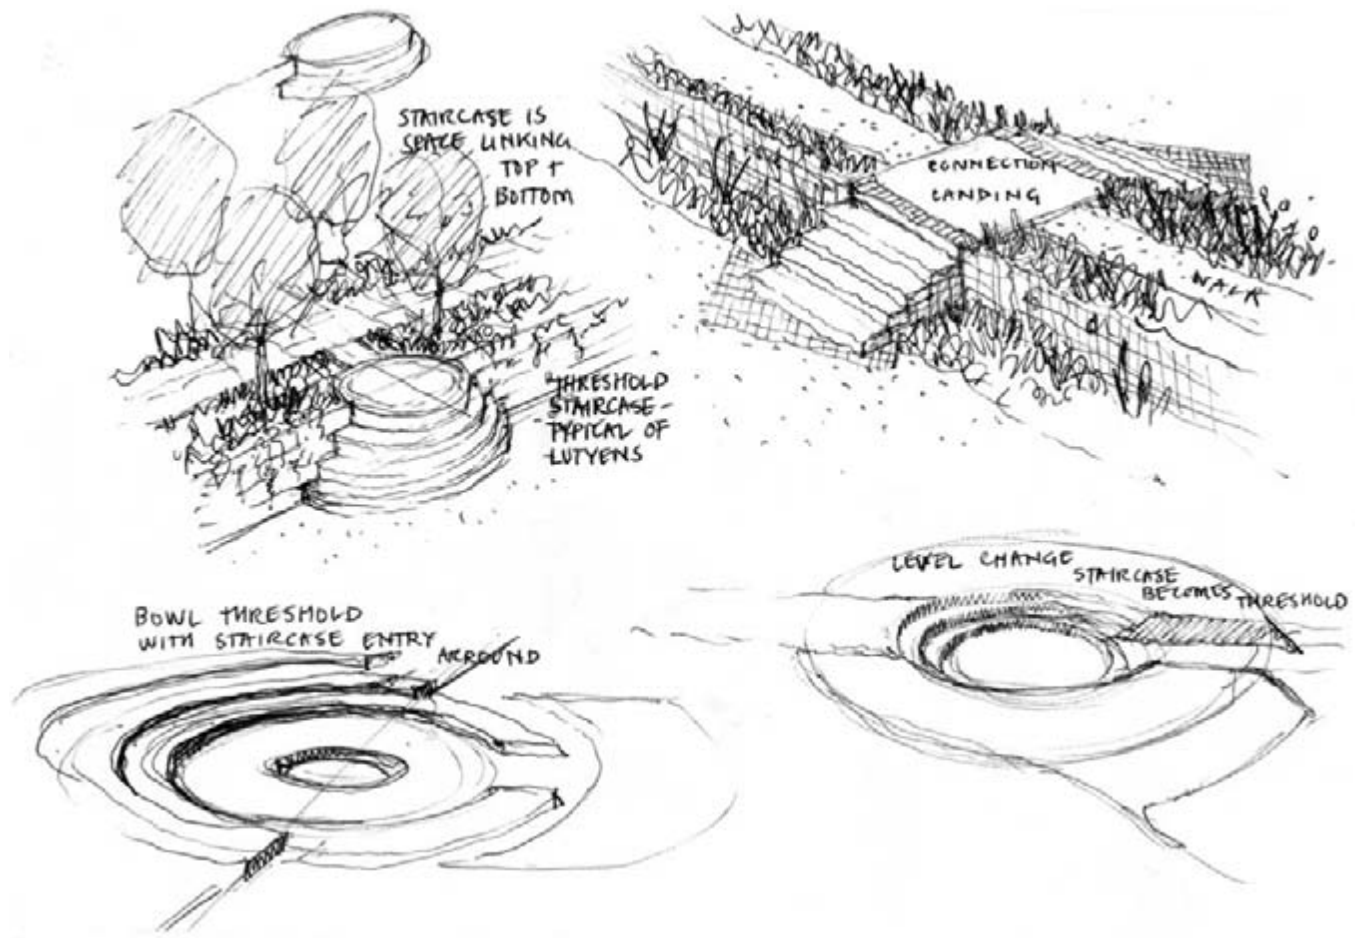 STAIRCASE IS
SPACE LINKING
TOP +
BOTTOM
CONNECTION
LANDING
WALK
THRESHOLD
STAIRCASE -
TYPICAL OF
LUTYENS
LEVEL CHANGE
STAIRCASE
BECOMES THRESHOLD
BOWL THRESHOLD
WITH STAIRCASE ENTRY
ARROUND